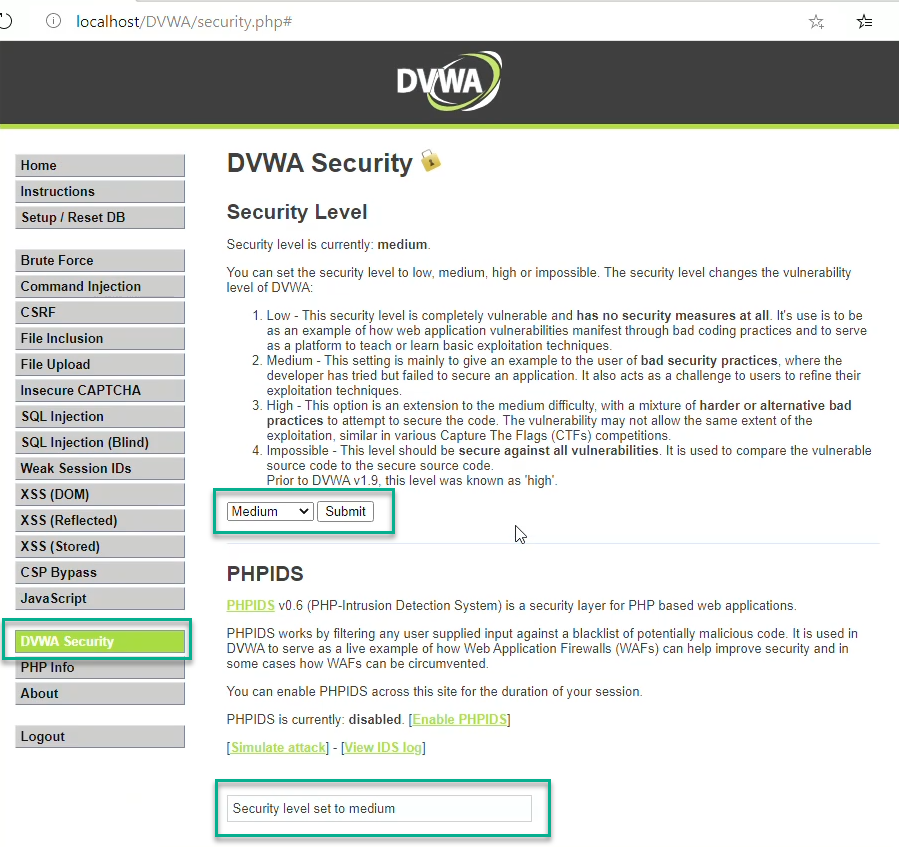 localhost/DVWA/security.php#
DVWA
Home
Instructions
Setup / Reset DB
Brute Force
Command Injection
CSRF
File Inclusion
File Upload
Insecure CAPTCHA
SQL Injection
SQL Injection (Blind)
Weak Session IDs
XSS (DOM)
XSS (Reflected)
XSS (Stored)
CSP Bypass
JavaScript
DVWA Security
PHP Info
About
Logout
DVWA Security
Security Level
Security level is currently: medium.
You can set the security level to low, medium, high or impossible. The security level changes the vulnerability
level of DVWA:
1. Low - This security level is completely vulnerable and has no security measures at all. It's use is to be
as an example of how web application vulnerabilities manifest through bad coding practices and to serve
as a platform to teach or learn basic exploitation techniques.
2. Medium - This setting is mainly to give an example to the user of bad security practices, where the
developer has tried but failed to secure an application. It also acts as a challenge to users to refine their
exploitation techniques.
3. High - This option is an extension to the medium difficulty, with a mixture of harder or alternative bad
practices to attempt to secure the code. The vulnerability may not allow the same extent of the
exploitation, similar in various Capture The Flags (CTFs) competitions.
4. Impossible - This level should be secure against all vulnerabilities. It is used to compare the vulnerable
source code to the secure source code.
Prior to DVWA v1.9, this level was known as 'high'.
Medium Submit
PHPIDS
PHPIDS v0.6 (PHP-Intrusion Detection System) is a security layer for PHP based web applications.
PHPIDS works by filtering any user supplied input against a blacklist of potentially malicious code. It is used in
DVWA to serve as a live example of how Web Application Firewalls (WAFs) can help improve security and in
some cases how WAFs can be circumvented.
You can enable PHPIDS across this site for the duration of your session.
PHPIDS is currently: disabled. [Enable PHPIDS]
[Simulate attack] - [View IDS log]
Security level set to medium